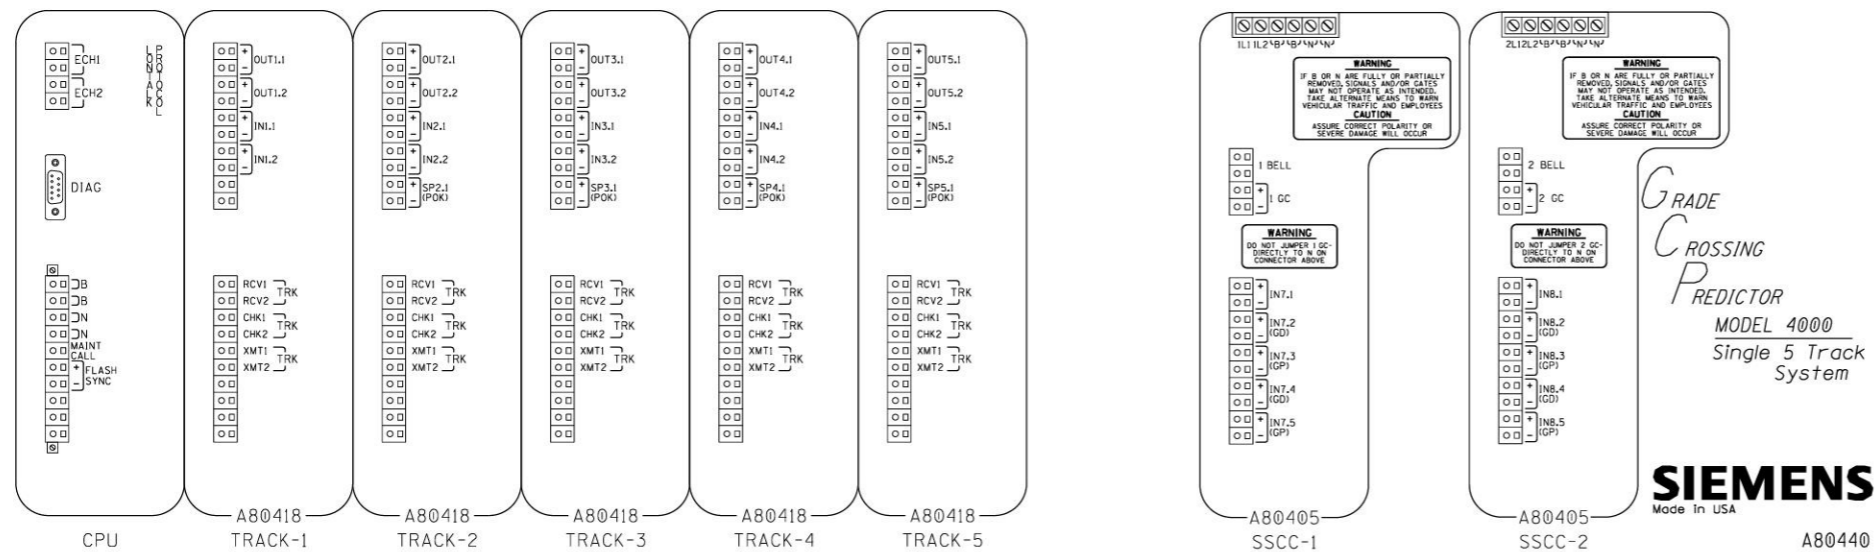 ECH1
ECH2
LONTALK
PROTOCOL
DIAG
B
B
N
N
MAINT
CALL
+
-
FLASH
SYNC
CPU
+
-
OUT1.1
+
-
OUT1.2
+
-
IN1.1
+
-
IN1.2
RCV1
RCV2
TRK
CHK1
CHK2
TRK
XMT1
XMT2
TRK
A80418
TRACK-1
+
-
OUT2.1
+
-
OUT2.2
+
-
IN2.1
+
-
IN2.2
+
-
SP2.1
(POK)
RCV1
RCV2
TRK
CHK1
CHK2
TRK
XMT1
XMT2
TRK
A80418
TRACK-2
+
-
OUT3.1
+
-
OUT3.2
+
-
IN3.1
+
-
IN3.2
+
-
SP3.1
(POK)
RCV1
RCV2
TRK
CHK1
CHK2
TRK
XMT1
XMT2
TRK
A80418
TRACK-3
+
-
OUT4.1
+
-
OUT4.2
+
-
IN4.1
+
-
IN4.2
+
-
SP4.1
(POK)
RCV1
RCV2
TRK
CHK1
CHK2
TRK
XMT1
XMT2
TRK
A80418
TRACK-4
+
-
OUT5.1
+
-
OUT5.2
+
-
IN5.1
+
-
IN5.2
+
-
SP5.1
(POK)
RCV1
RCV2
TRK
CHK1
CHK2
TRK
XMT1
XMT2
TRK
A80418
TRACK-5
1L1 1L2 B B N N
WARNING
IF B OR N ARE FULLY OR PARTIALLY
REMOVED, SIGNALS AND/OR GATES
MAY NOT OPERATE AS INTENDED.
TAKE ALTERNATE MEANS TO WARN
VEHICULAR TRAFFIC AND EMPLOYEES
CAUTION
ASSURE CORRECT POLARITY OR
SEVERE DAMAGE WILL OCCUR
1 BELL
+
-
1 GC
WARNING
DO NOT JUMPER 1 GC-
DIRECTLY TO N ON
CONNECTOR ABOVE
+
-
IN7.1
+
-
IN7.2
(GD)
+
-
IN7.3
(GP)
+
-
IN7.4
(GD)
+
-
IN7.5
(GP)
A80405
SSCC-1
2L1 2L2 B B N N
WARNING
IF B OR N ARE FULLY OR PARTIALLY
REMOVED, SIGNALS AND/OR GATES
MAY NOT OPERATE AS INTENDED.
TAKE ALTERNATE MEANS TO WARN
VEHICULAR TRAFFIC AND EMPLOYEES
CAUTION
ASSURE CORRECT POLARITY OR
SEVERE DAMAGE WILL OCCUR
2 BELL
+
-
2 GC
WARNING
DO NOT JUMPER 2 GC-
DIRECTLY TO N ON
CONNECTOR ABOVE
+
-
IN8.1
+
-
IN8.2
(GD)
+
-
IN8.3
(GP)
+
-
IN8.4
(GD)
+
-
IN8.5
(GP)
A80405
SSCC-2
GRADE
CROSSING
PREDICTOR
MODEL 4000
Single 5 Track
System
SIEMENS
Made in USA
A80440